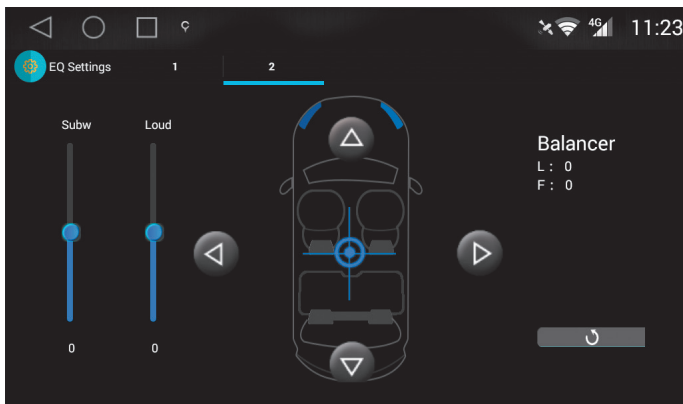 4G 11:23
EQ Settings 1 2
Subw Loud
Balancer
L : 0
F : 0
0 0